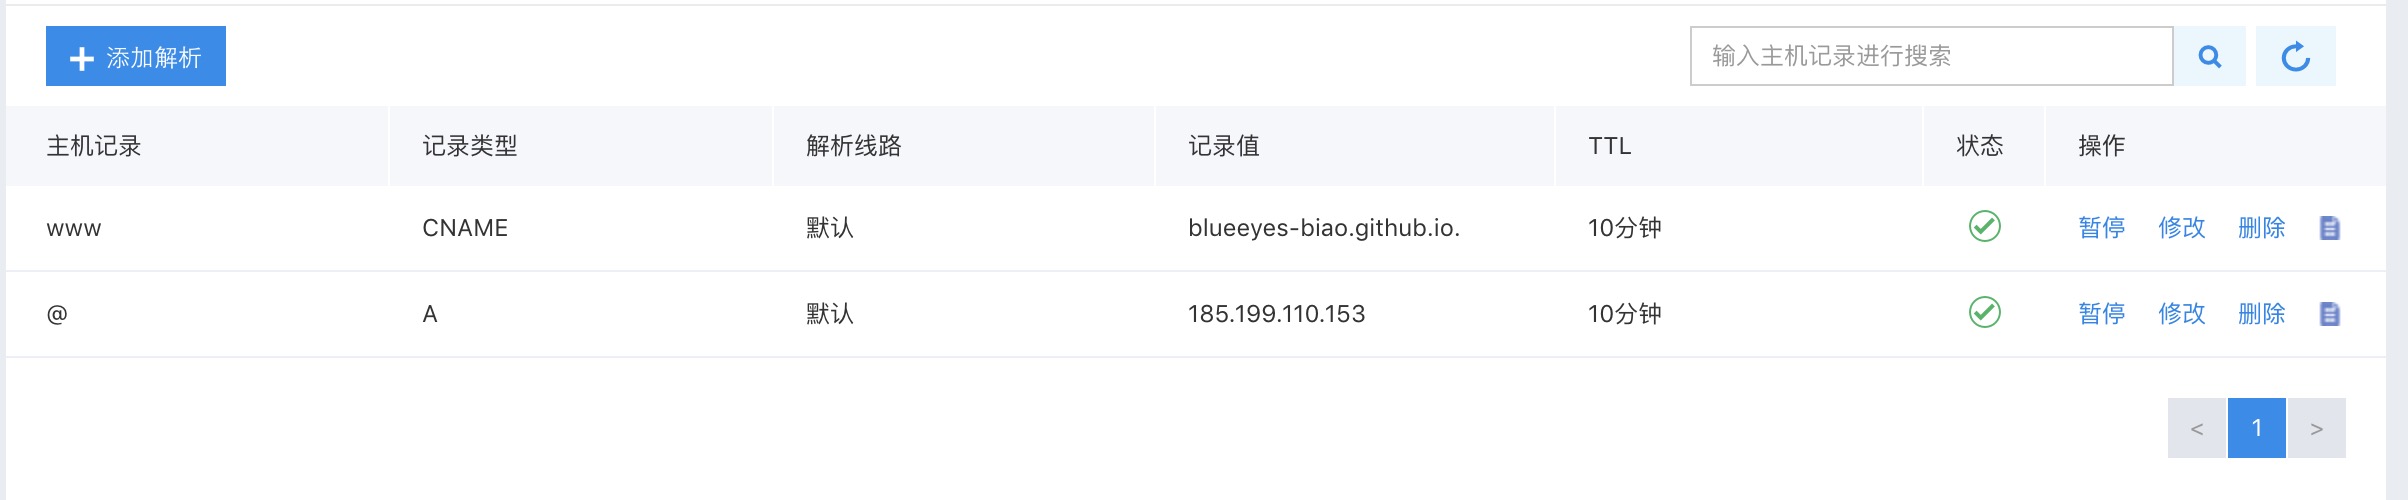 添加解析
输入主机记录进行搜索
主机记录 记录类型 解析线路 记录值 TTL 状态 操作
www CNAME 默认 blueeyes-biao.github.io. 10分钟 暂停 修改 删除
@ A 默认 185.199.110.153 10分钟 暂停 修改 删除
< 1 >